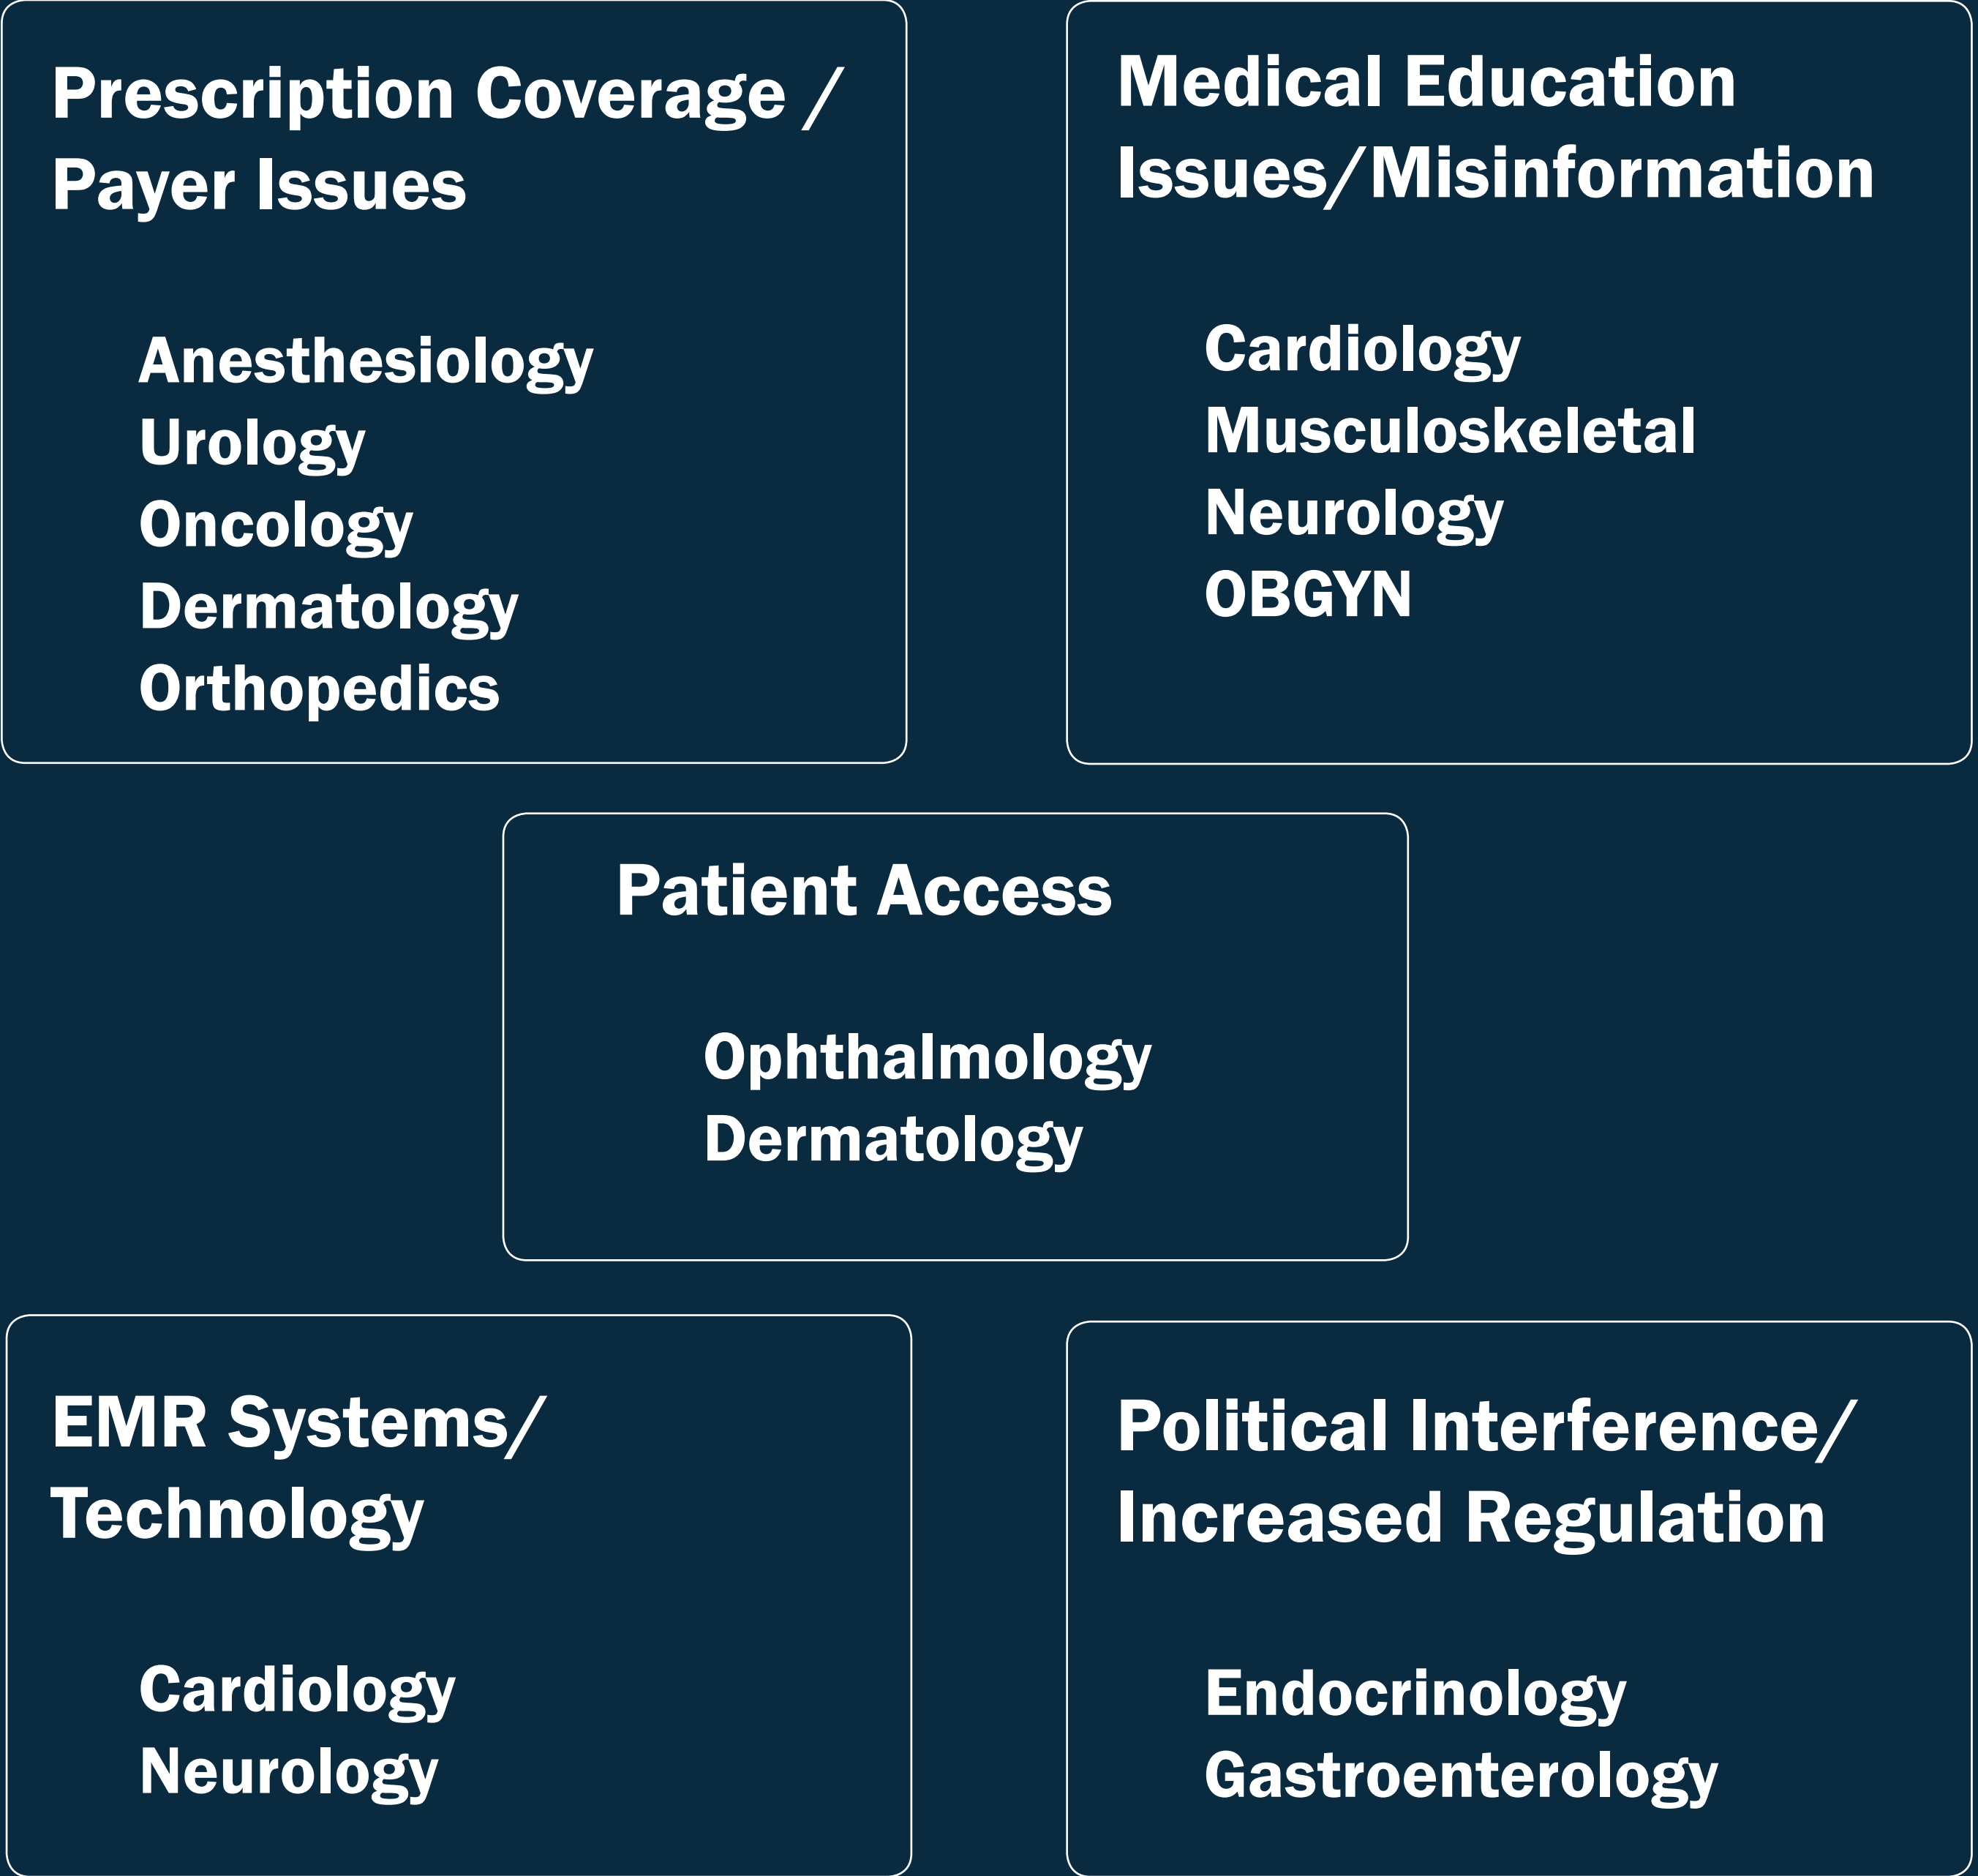 Prescription Coverage /
Payer Issues
Anesthesiology
Urology
Oncology
Dermatology
Orthopedics
Medical Education
Issues/Misinformation
Cardiology
Musculoskeletal
Neurology
OBGYN
Patient Access
Ophthalmology
Dermatology
EMR Systems/
Technology
Cardiology
Neurology
Political Interference/
Increased Regulation
Endocrinology
Gastroenterology